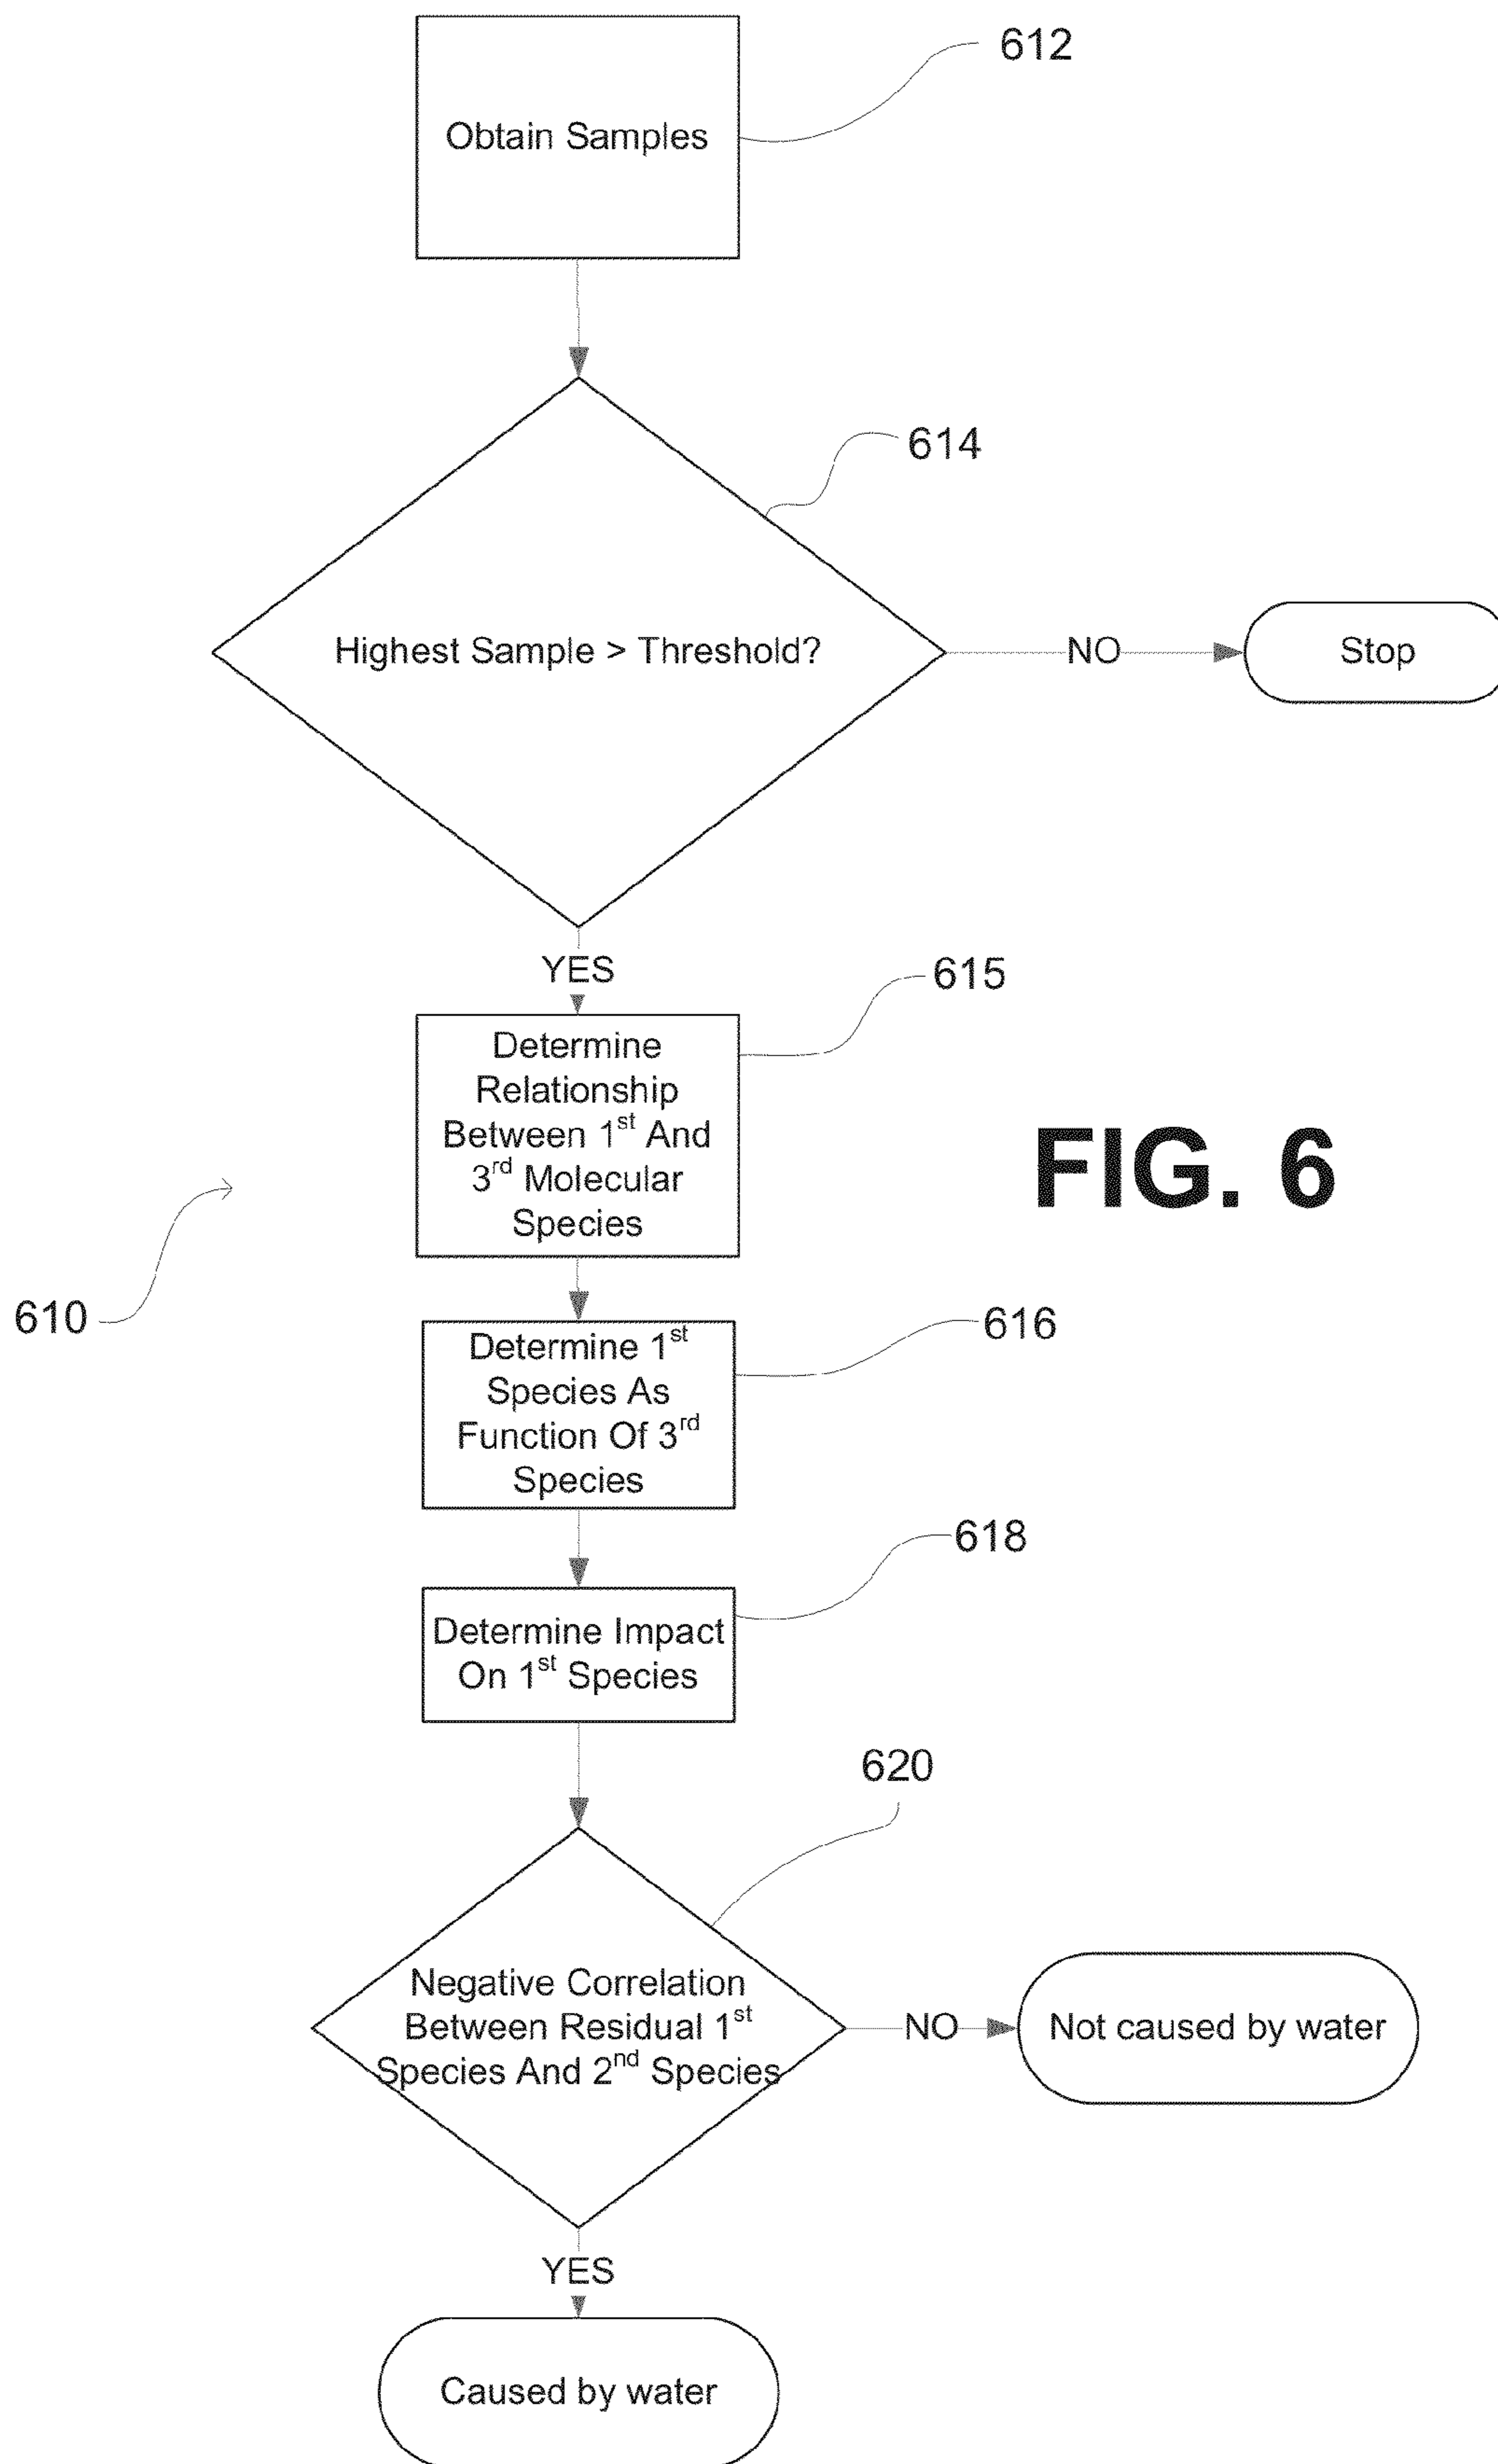 612
Obtain Samples
614
Highest Sample > Threshold?
NO
Stop
YES
615
Determine
Relationship
Between 1st And
3rd Molecular
Species
FIG. 6
610
616
Determine 1st
Species As
Function Of 3rd
Species
618
Determine Impact
On 1st Species
620
Negative Correlation
Between Residual 1st
Species And 2nd Species
NO
Not caused by water
YES
Caused by water